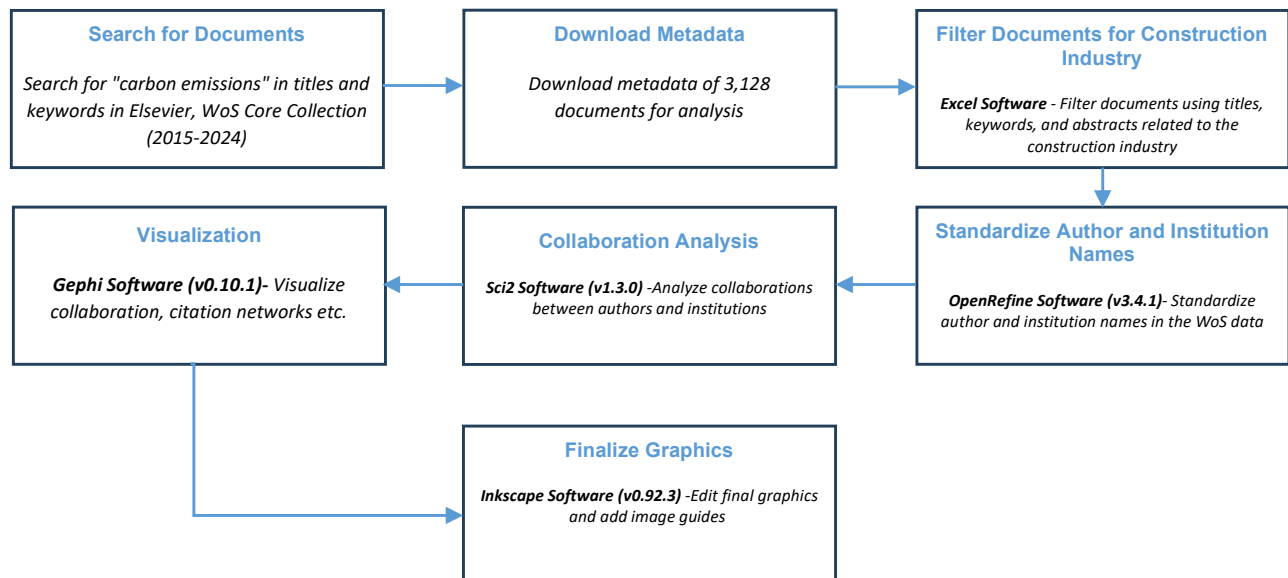 Search for Documents
Search for "carbon emissions" in titles and
keywords in Elsevier, WoS Core Collection
(2015-2024)
Download Metadata
Download metadata of 3,128
documents for analysis
Filter Documents for Construction
Industry
Excel Software - Filter documents using titles,
keywords, and abstracts related to the
construction industry
Standardize Author and Institution
Names
OpenRefine Software (v3.4.1)- Standardize
author and institution names in the WoS data
Collaboration Analysis
Sci2 Software (v1.3.0) -Analyze collaborations
between authors and institutions
Visualization
Gephi Software (v0.10.1)- Visualize
collaboration, citation networks etc.
Finalize Graphics
Inkscape Software (v0.92.3) -Edit final graphics
and add image guides